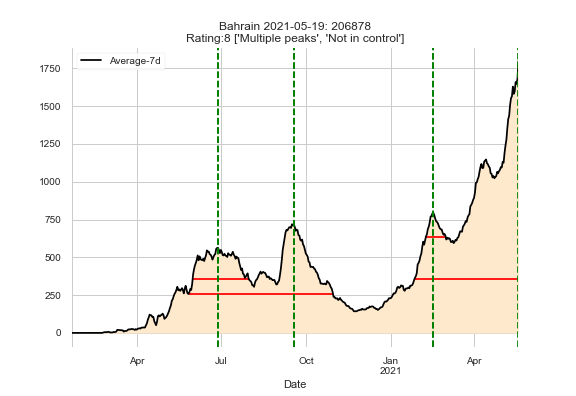 Bahrain 2021-05-19: 206878
Rating:8 ['Multiple peaks', 'Not in control']
Average-7d
1750
1500
1250
1000
750
500
250
0
Apr
Jul
Oct
Jan
2021
Apr
Date